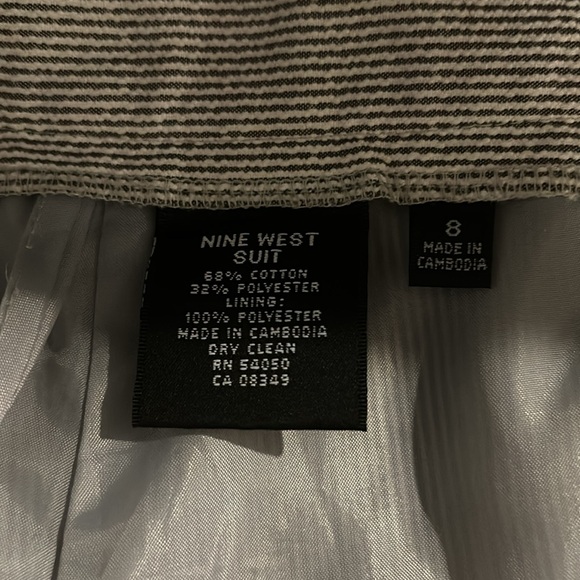 NINE WEST
SUIT
68% COTTON
32% POLYESTER
LINING:
100% POLYESTER
MADE IN CAMBODIA
DRY CLEAN
RN 54050
CA 08349
8
MADE IN
CAMBODIA